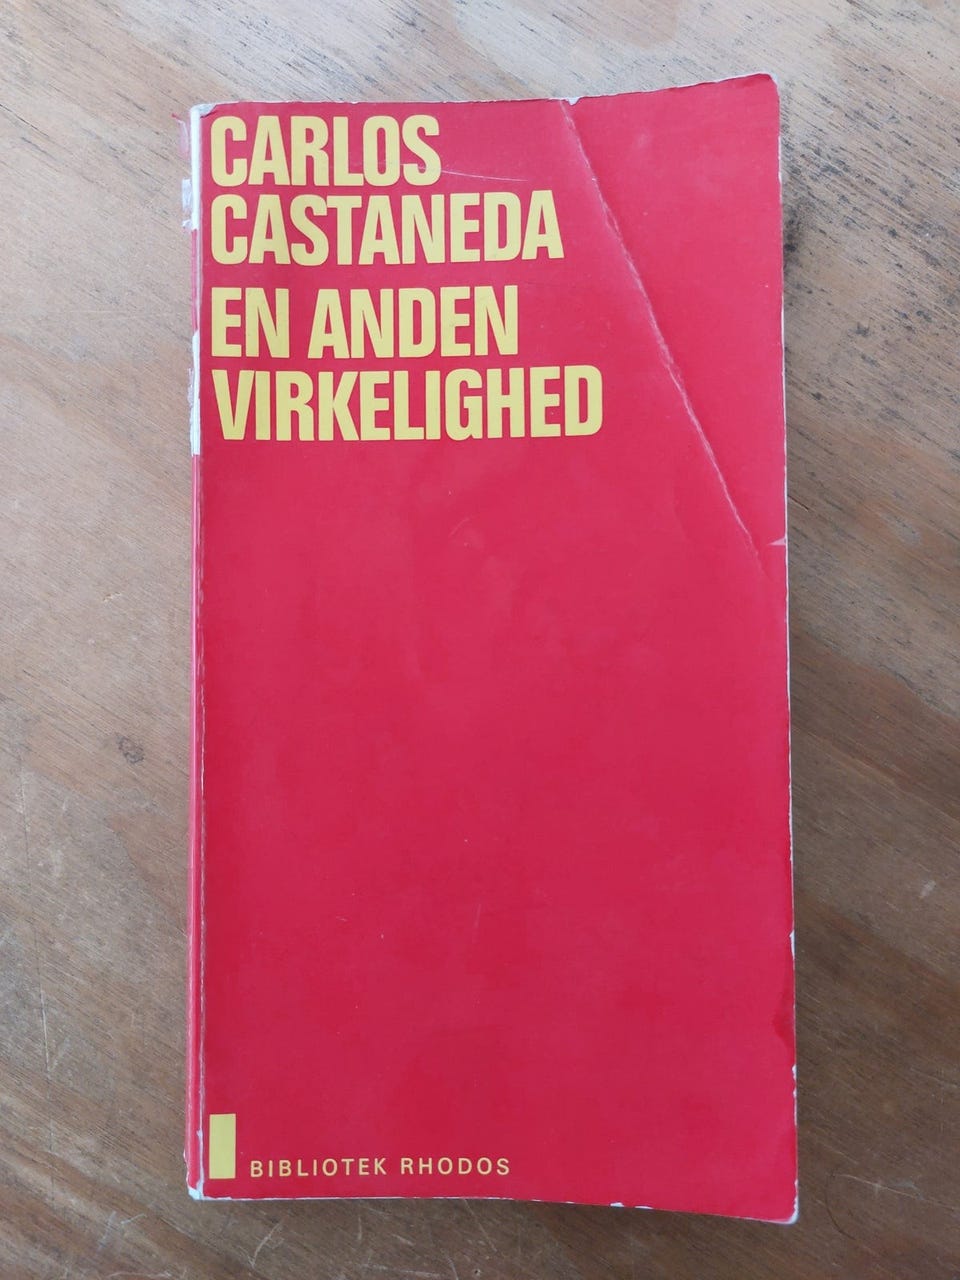 CARLOS
CASTANEDA
EN ANDEN
VIRKELIGHED
BIBLIOTEK RHODOS